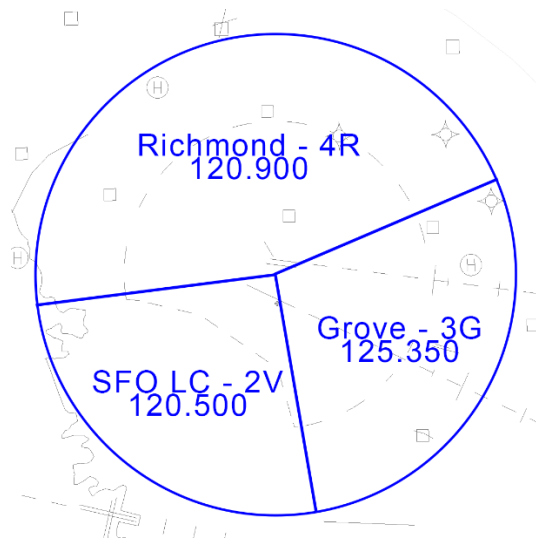 Richmond - 4R
120.900
Grove - 3G
125.350
SFO LC - 2V
120.500
H
H
H